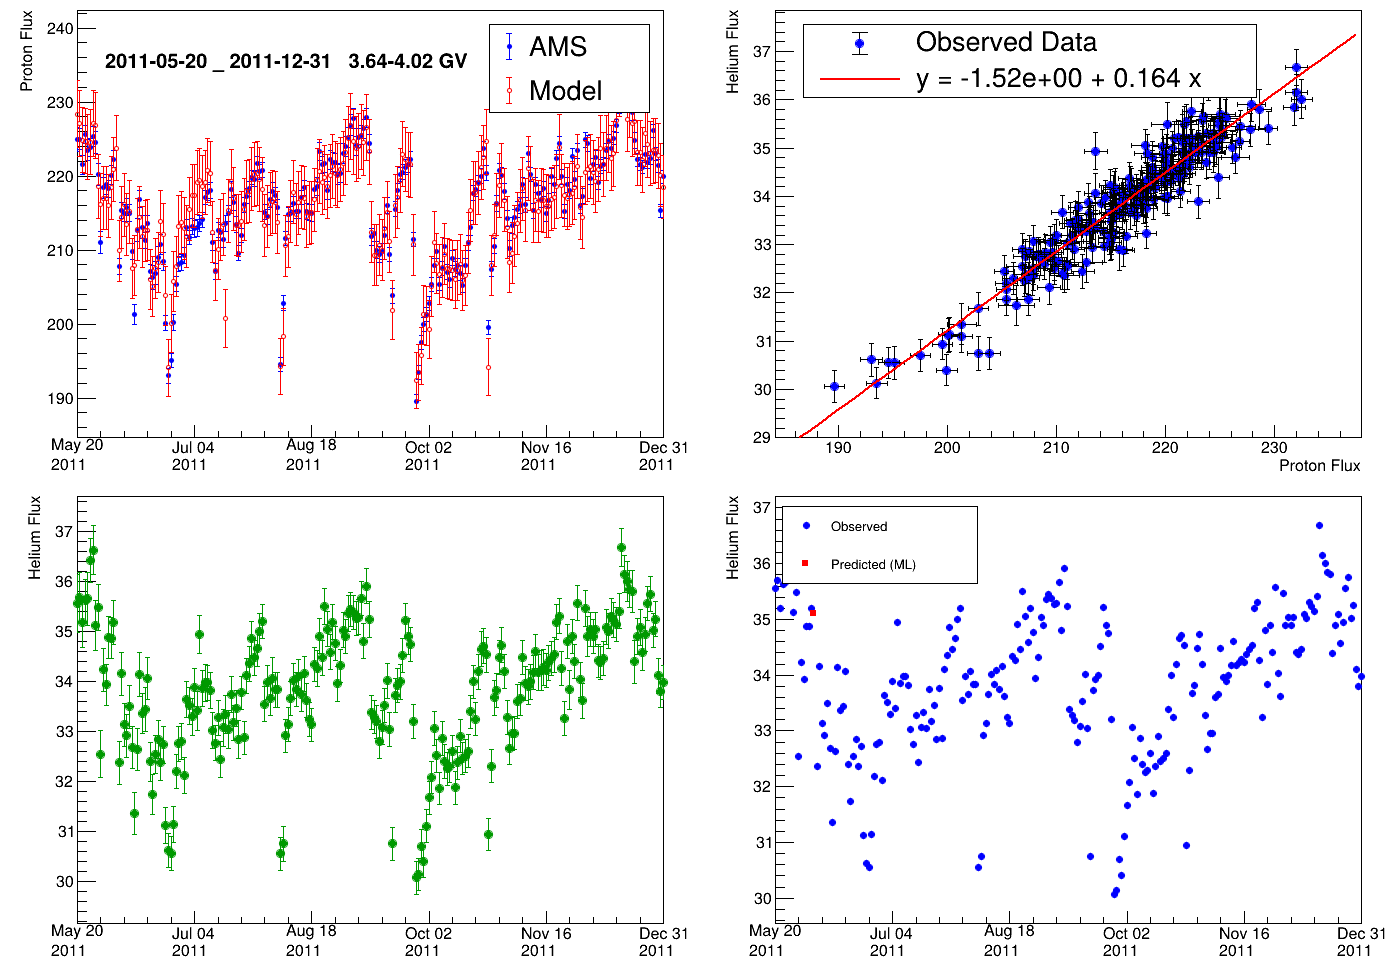 Proton Flux
240
230
220
210
200
190
2011-05-20 _ 2011-12-31 3.64-4.02 GV
AMS
Model
May 20
2011
Jul 04
2011
Aug 18
2011
Oct 02
2011
Nov 16
2011
Dec 31
2011
Helium Flux
37
36
35
34
33
32
31
30
29
Observed Data
y = -1.52e+00 + 0.164 x
190
200
210
220
230
Proton Flux
Helium Flux
37
36
35
34
33
32
31
30
May 20
2011
Jul 04
2011
Aug 18
2011
Oct 02
2011
Nov 16
2011
Dec 31
2011
Helium Flux
37
36
35
34
33
32
31
30
Observed
Predicted (ML)
May 20
2011
Jul 04
2011
Aug 18
2011
Oct 02
2011
Nov 16
2011
Dec 31
2011